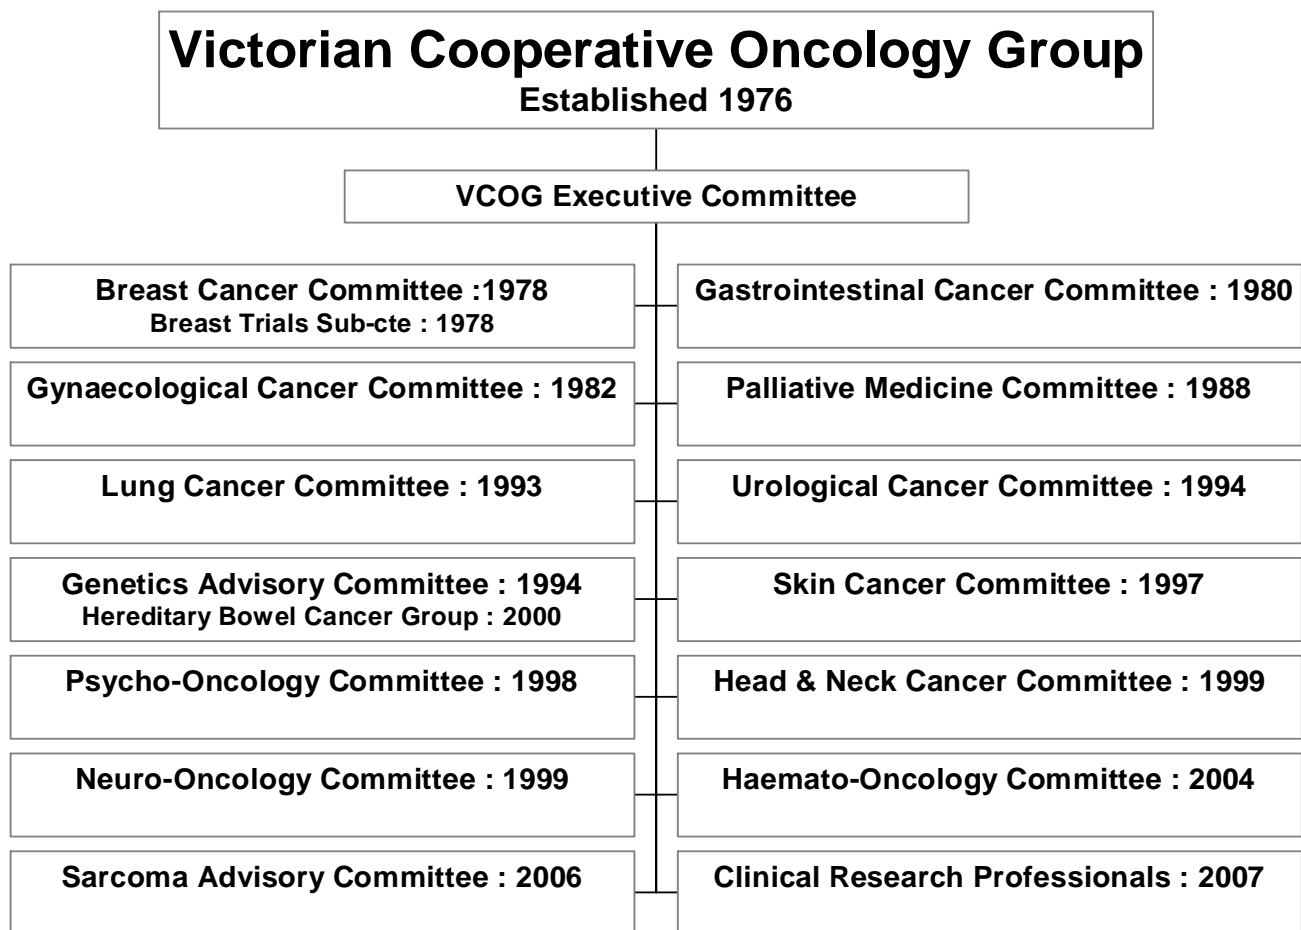 Victorian Cooperative Oncology Group
Established 1976
VCOG Executive Committee
Breast Cancer Committee :1978
Breast Trials Sub-cte : 1978
Gastrointestinal Cancer Committee : 1980
Gynaecological Cancer Committee : 1982
Palliative Medicine Committee : 1988
Lung Cancer Committee : 1993
Urological Cancer Committee : 1994
Genetics Advisory Committee : 1994
Hereditary Bowel Cancer Group : 2000
Skin Cancer Committee : 1997
Psycho-Oncology Committee : 1998
Head & Neck Cancer Committee : 1999
Neuro-Oncology Committee : 1999
Haemato-Oncology Committee : 2004
Sarcoma Advisory Committee : 2006
Clinical Research Professionals : 2007